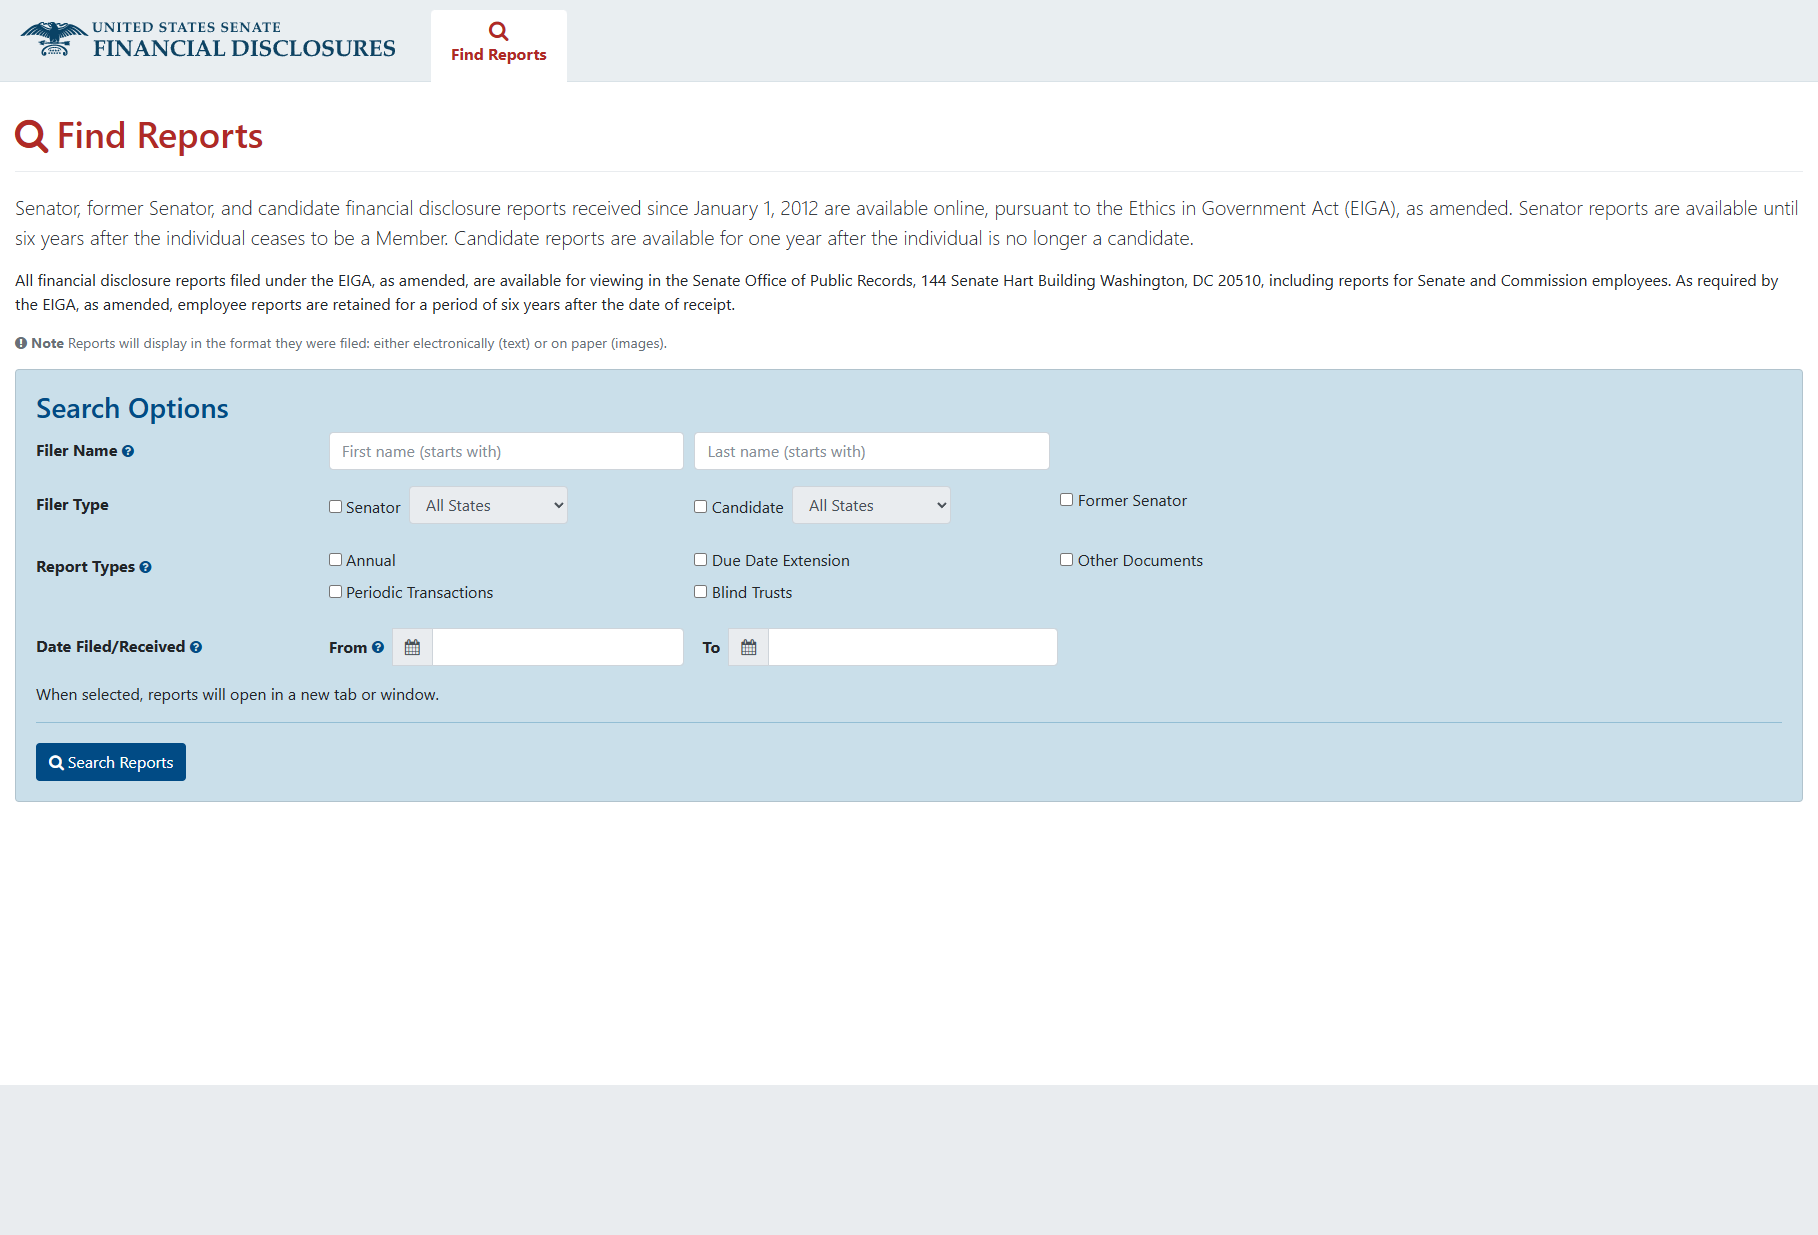 UNITED STATES SENATE
FINANCIAL DISCLOSURES
Find Reports
Find Reports
Senator, former Senator, and candidate financial disclosure reports received since January 1, 2012 are available online, pursuant to the Ethics in Government Act (EIGA), as amended. Senator reports are available until
six years after the individual ceases to be a Member. Candidate reports are available for one year after the individual is no longer a candidate.
All financial disclosure reports filed under the EIGA, as amended, are available for viewing in the Senate Office of Public Records, 144 Senate Hart Building Washington, DC 20510, including reports for Senate and Commission employees. As required by
the EIGA, as amended, employee reports are retained for a period of six years after the date of receipt.
Note Reports will display in the format they were filed: either electronically (text) or on paper (images).
Search Options
Filer Name First name (starts with) Last name (starts with)
Filer Type Senator All States Candidate All States Former Senator
Report Types Annual Due Date Extension Other Documents
Periodic Transactions Blind Trusts
Date Filed/Received From To
When selected, reports will open in a new tab or window.
Search Reports